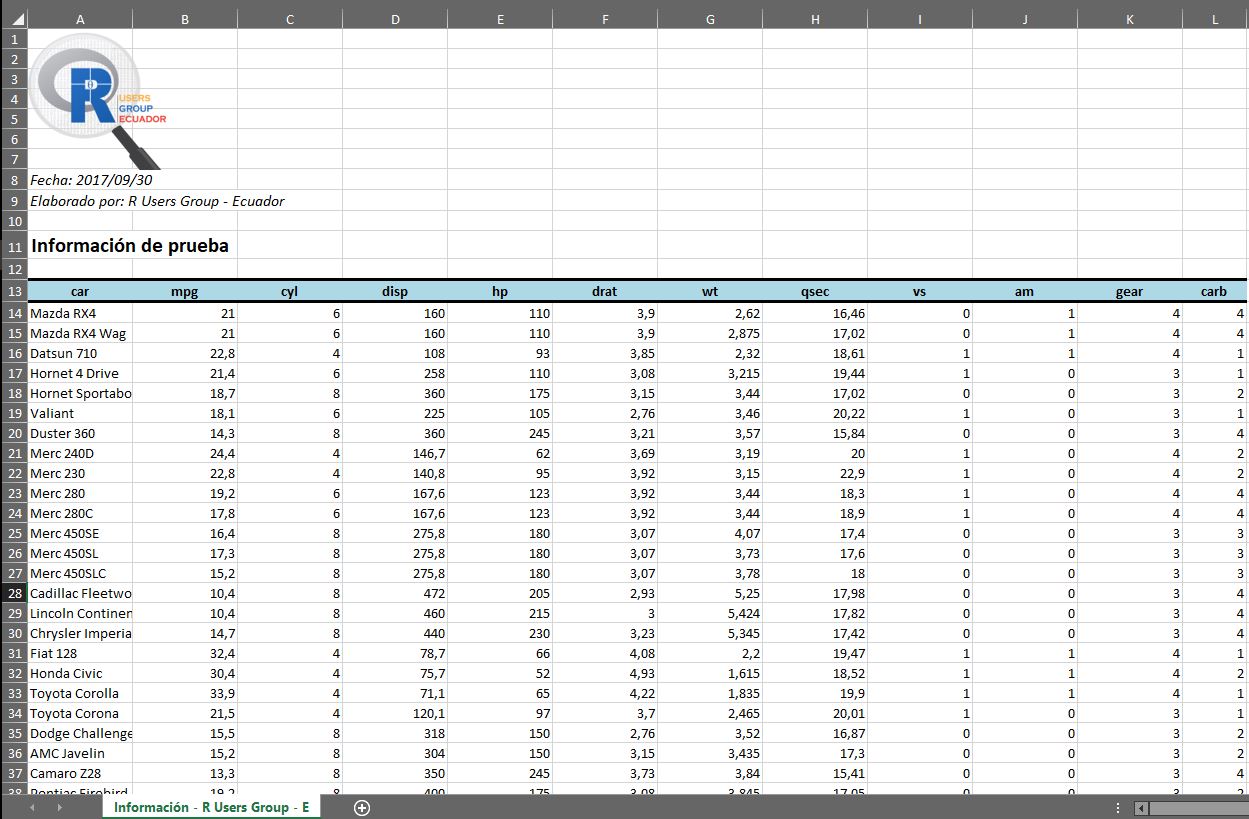 A B C D E F G H I J K L
1
2
3
4
5
6
7
R
USERS
GROUP
ECUADOR
8 Fecha: 2017/09/30
9 Elaborado por: R Users Group - Ecuador
10
11 Información de prueba
12
13 car mpg cyl disp hp drat wt qsec vs am gear carb
14 Mazda RX4 21 6 160 110 3,9 2,62 16,46 0 1 4 4
15 Mazda RX4 Wag 21 6 160 110 3,9 2,875 17,02 0 1 4 4
16 Datsun 710 22,8 4 108 93 3,85 2,32 18,61 1 1 4 1
17 Hornet 4 Drive 21,4 6 258 110 3,08 3,215 19,44 1 0 3 1
18 Hornet Sportabo 18,7 8 360 175 3,15 3,44 17,02 0 0 3 2
19 Valiant 18,1 6 225 105 2,76 3,46 20,22 1 0 3 1
20 Duster 360 14,3 8 360 245 3,21 3,57 15,84 0 0 3 4
21 Merc 240D 24,4 4 146,7 62 3,69 3,19 20 1 0 4 2
22 Merc 230 22,8 4 140,8 95 3,92 3,15 22,9 1 0 4 2
23 Merc 280 19,2 6 167,6 123 3,92 3,44 18,3 1 0 4 4
24 Merc 280C 17,8 6 167,6 123 3,92 3,44 18,9 1 0 4 4
25 Merc 450SE 16,4 8 275,8 180 3,07 4,07 17,4 0 0 3 3
26 Merc 450SL 17,3 8 275,8 180 3,07 3,73 17,6 0 0 3 3
27 Merc 450SLC 15,2 8 275,8 180 3,07 3,78 18 0 0 3 3
28 Cadillac Fleetwo 10,4 8 472 205 2,93 5,25 17,98 0 0 3 4
29 Lincoln Continen 10,4 8 460 215 3 5,424 17,82 0 0 3 4
30 Chrysler Imperia 14,7 8 440 230 3,23 5,345 17,42 0 0 3 4
31 Fiat 128 32,4 4 78,7 66 4,08 2,2 19,47 1 1 4 1
32 Honda Civic 30,4 4 75,7 52 4,93 1,615 18,52 1 1 4 2
33 Toyota Corolla 33,9 4 71,1 65 4,22 1,835 19,9 1 1 4 1
34 Toyota Corona 21,5 4 120,1 97 3,7 2,465 20,01 1 0 3 1
35 Dodge Challenge 15,5 8 318 150 2,76 3,52 16,87 0 0 3 2
36 AMC Javelin 15,2 8 304 150 3,15 3,435 17,3 0 0 3 2
37 Camaro Z28 13,3 8 350 245 3,73 3,84 15,41 0 0 3 4
38 Pontiac Firebird 19,2 8 400 175 3,08 3,845 17,05 0 0 3 2
Información - R Users Group - E